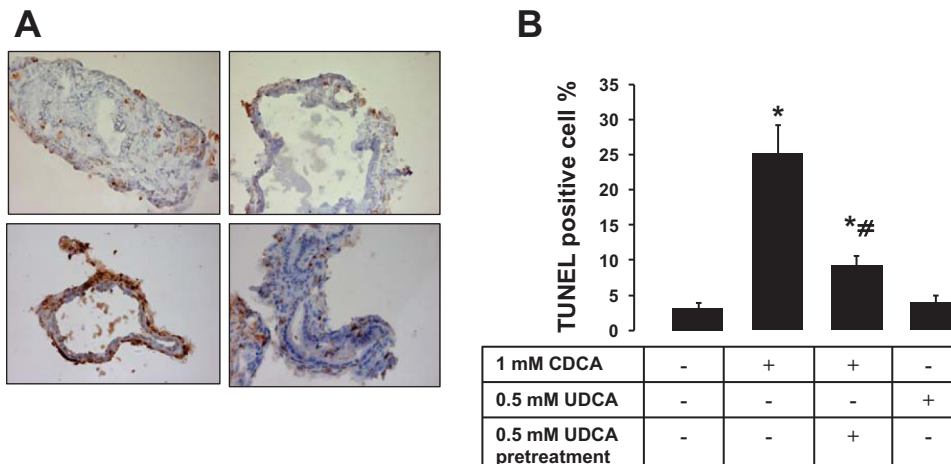 A
B
TUNEL positive cell %
35
30
25
20
15
10
5
0
*
*#
1 mM CDCA - + + -
0.5 mM UDCA - - - +
0.5 mM UDCA
pretreatment - - + -